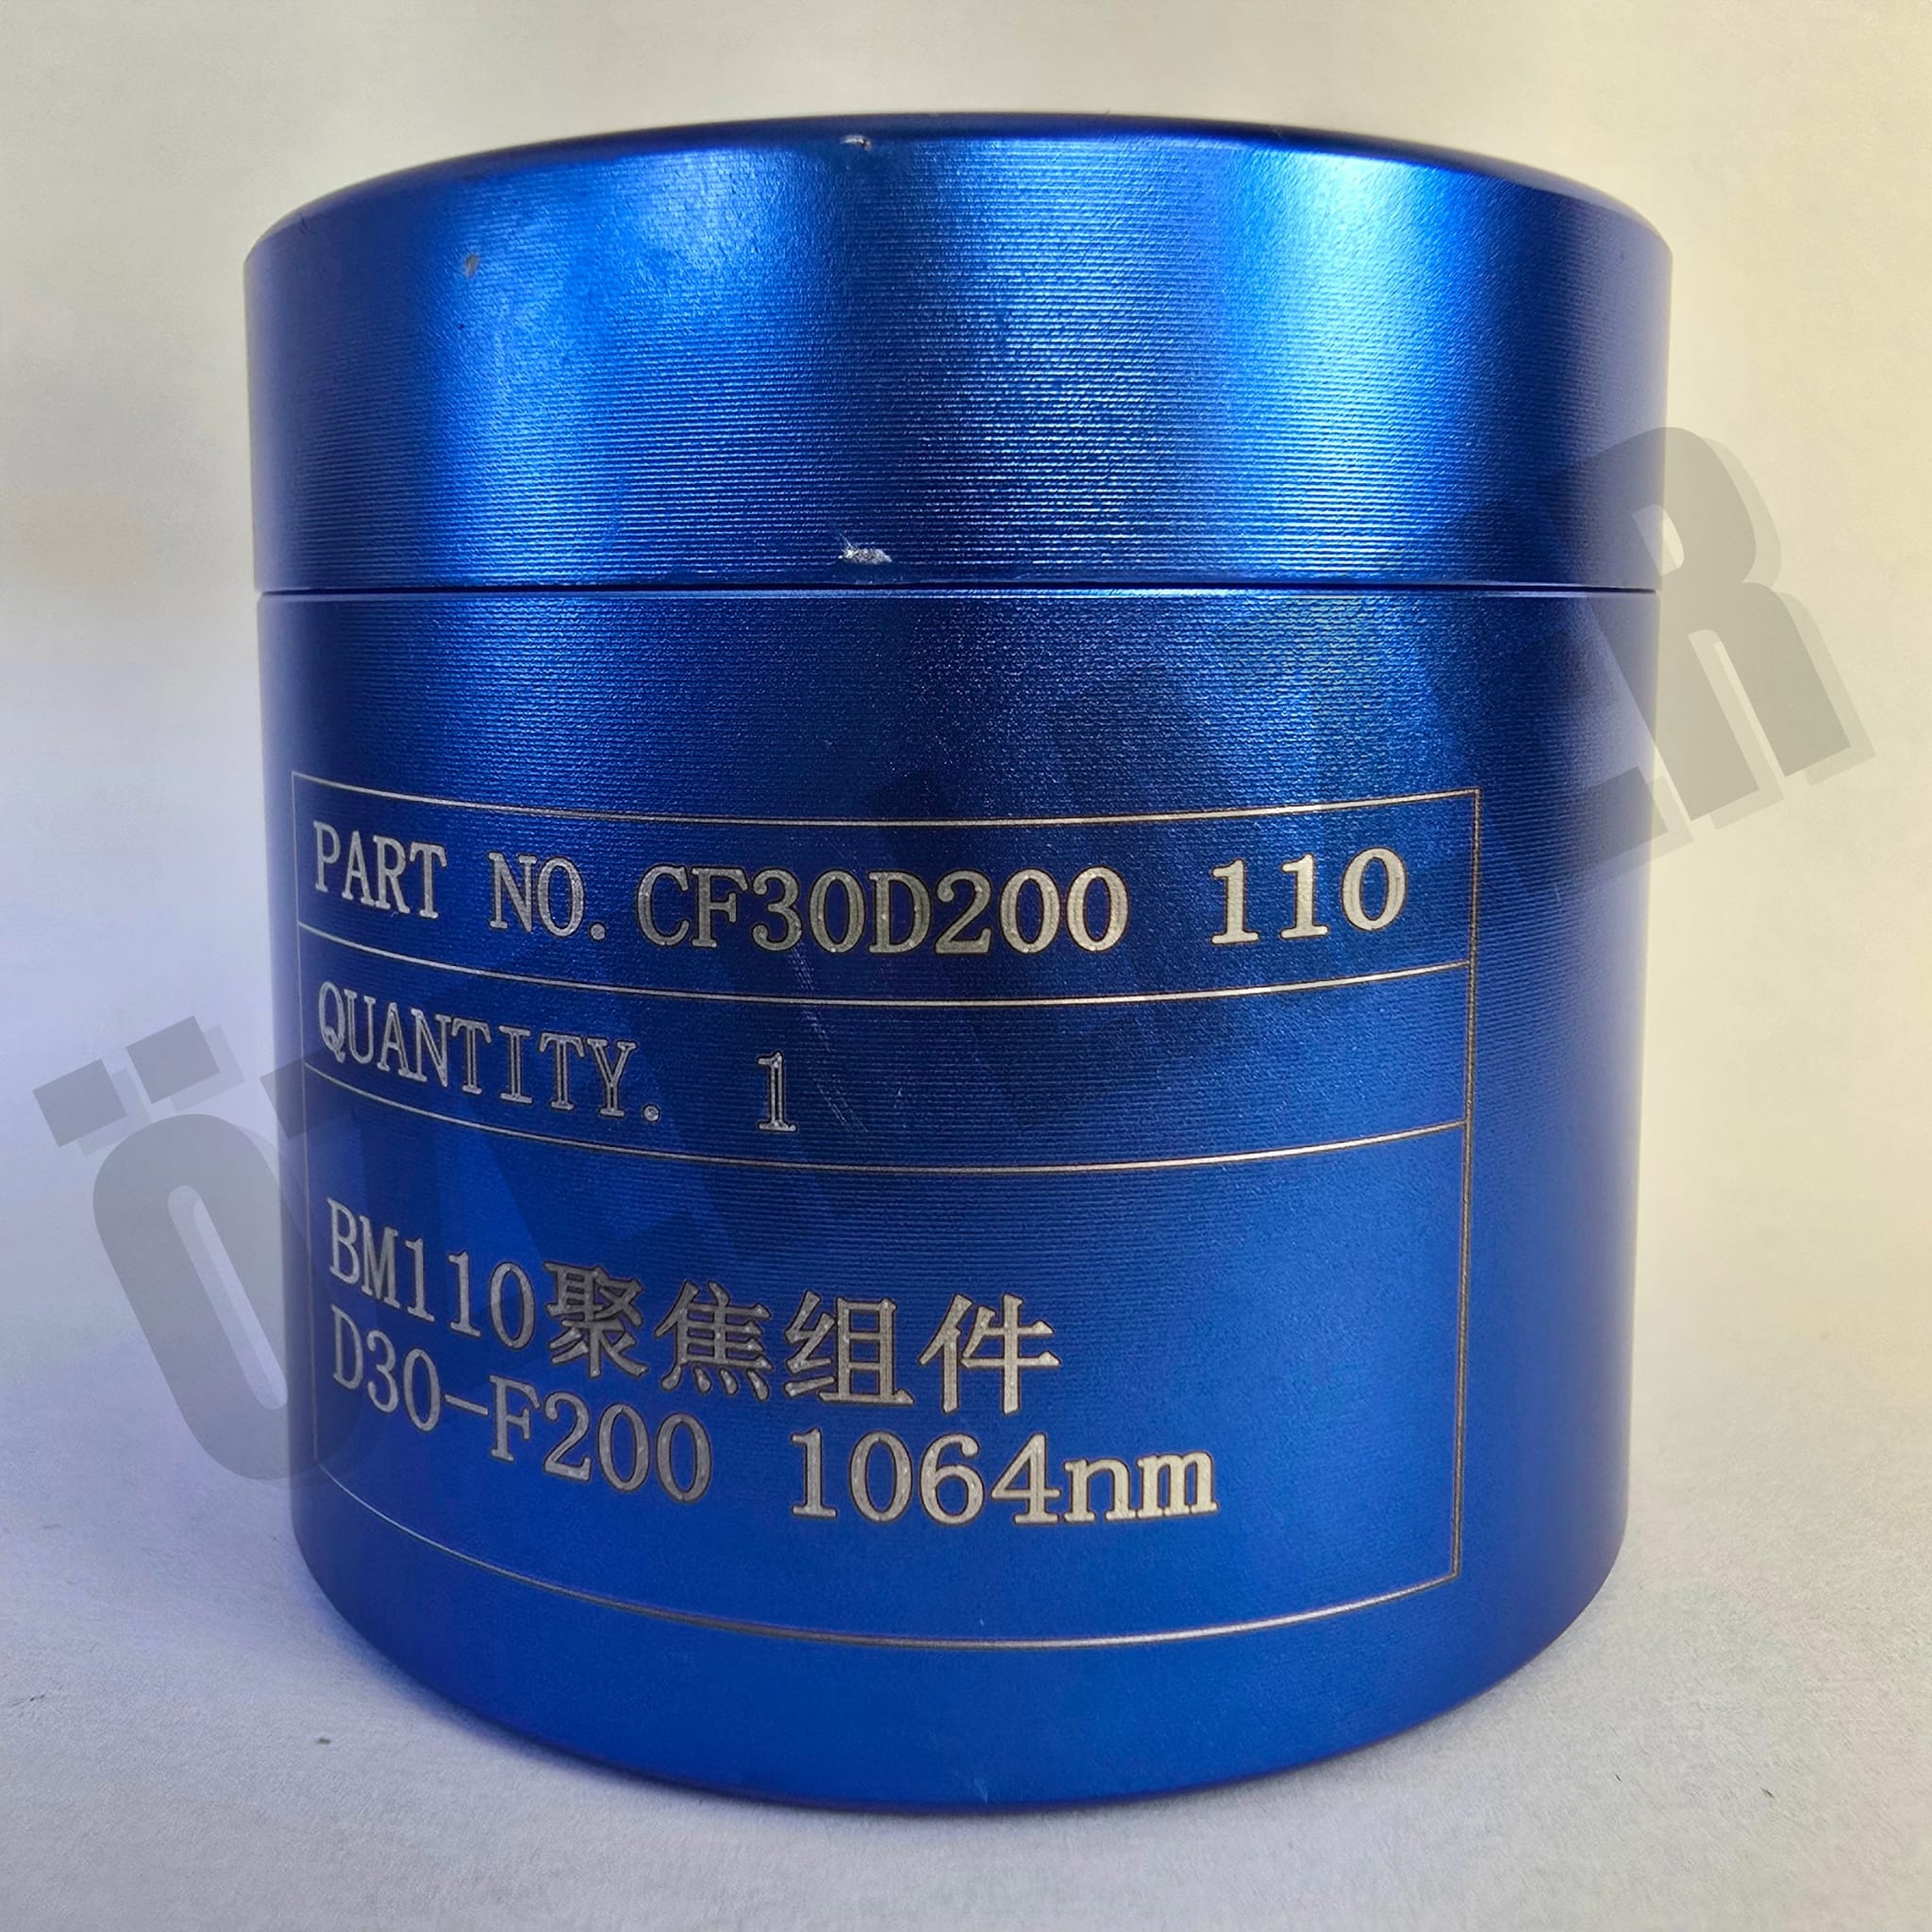 PART NO. CF30D200 110
QUANTITY. 1
BM110聚焦组件
D30-F200 1064nm